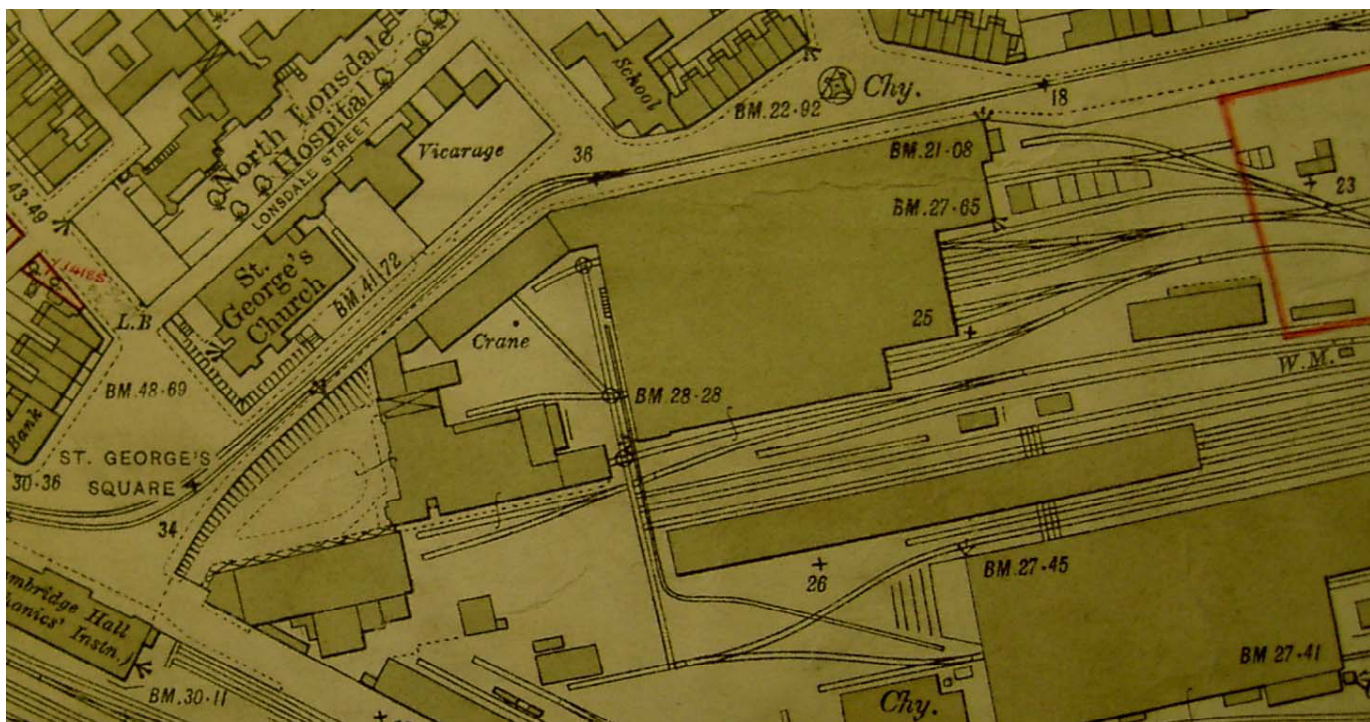 North Lonsdale
Hospital
LONSDALE STREET
Vicarage
School
BM.22·92
Chy.
18
36
BM.21·08
BM.27·65
23
43·49
St.
George's
Church
BM.41·72
L.B
BM.48·69
Bank
ST. GEORGE'S
SQUARE
30·36
34
Crane
BM.28·28
25
W.M.
26
BM.27·45
BM.27·41
Chy.
mbridge Hall
anics' Instn.)
BM.30·11